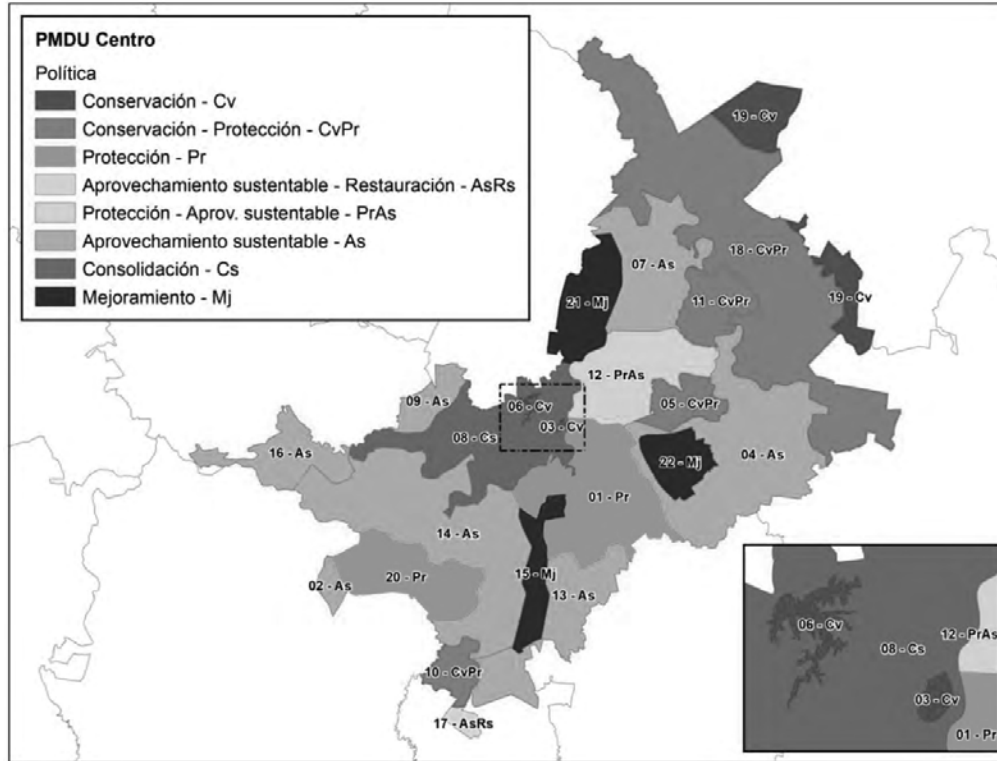 PMDU Centro
Política
Conservación - Cv
Conservación - Protección - CvPr
Protección - Pr
Aprovechamiento sustentable - Restauración - AsRs
Protección - Aprov. sustentable - PrAs
Aprovechamiento sustentable - As
Consolidación - Cs
Mejoramiento - Mj
19 - Cv
18 - CvPr
07 - As
19 - Cv
21 - Mj
11 - CvPr
12 - PrAs
09 - As
06 - Cv
05 - CvPr
03 - Cv
08 - Cs
16 - As
04 - As
22 - Mj
01 - Pr
14 - As
20 - Pr
15 - Mj
02 - As
13 - As
10 - CvPr
17 - AsRs
06 - Cv
12 - PrAs
08 - Cs
03 - Cv
01 - Pr